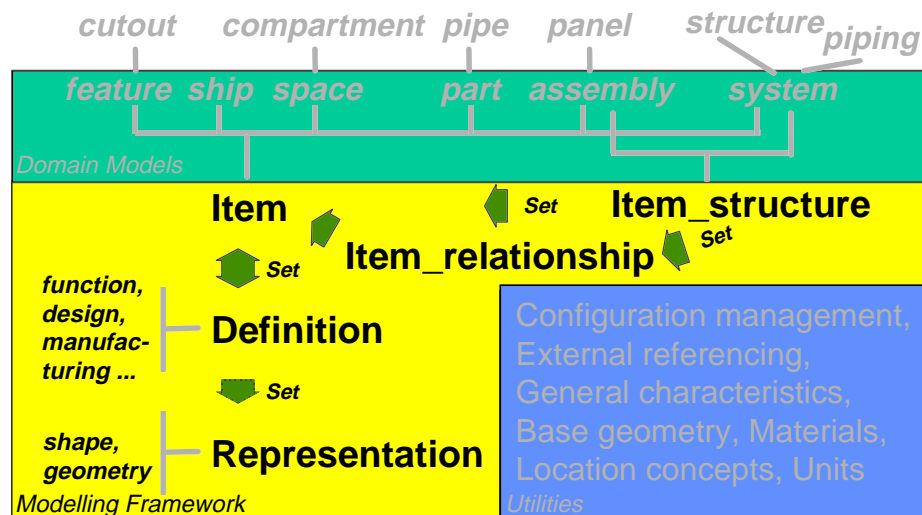 cutout compartment pipe panel structure piping
feature ship space part assembly system
Domain Models
Item Set Item_structure
Item_relationship Set
Set
function,
design,
manufac-
turing ...
Definition
Set
shape,
geometry
Representation
Modelling Framework
Configuration management,
External referencing,
General characteristics,
Base geometry, Materials,
Location concepts, Units
Utilities